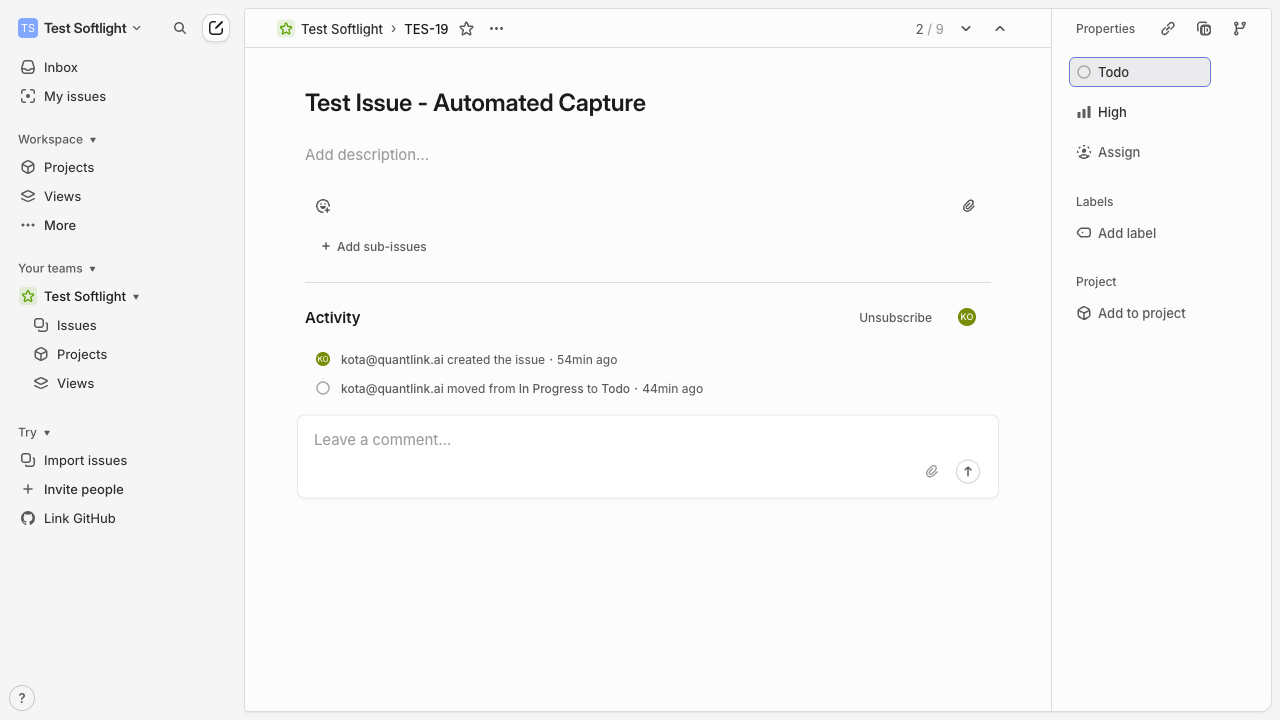 TS Test Softlight
Inbox
My issues
Workspace
Projects
Views
More
Your teams
Test Softlight
Issues
Projects
Views
Try
Import issues
Invite people
Link GitHub
?
Test Softlight › TES-19
2 / 9
Test Issue - Automated Capture
Add description...
+ Add sub-issues
Activity
Unsubscribe
KO
KO kota@quantlink.ai created the issue · 54min ago
kota@quantlink.ai moved from In Progress to Todo · 44min ago
Leave a comment...
Properties
Todo
High
Assign
Labels
Add label
Project
Add to project